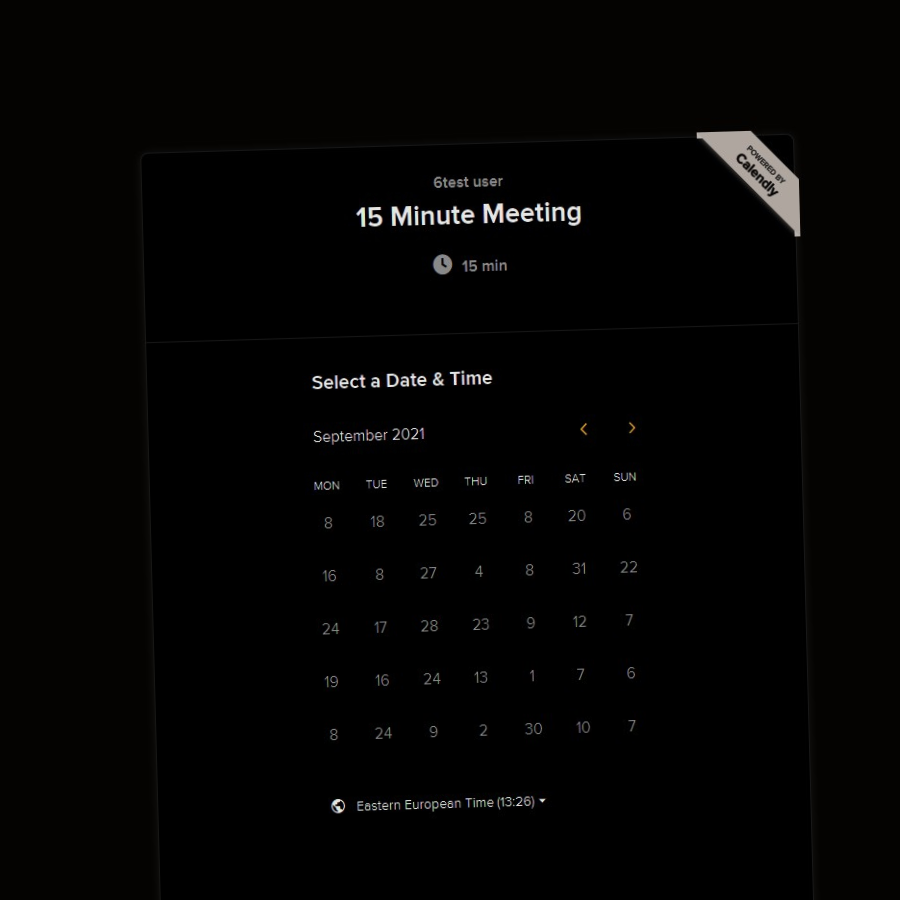 POWERED BY
Calendly
6test user
15 Minute Meeting
15 min
Select a Date & Time
September 2021
MON TUE WED THU FRI SAT SUN
8 18 25 25 8 20 6
16 8 27 4 8 31 22
24 17 28 23 9 12 7
19 16 24 13 1 7 6
8 24 9 2 30 10 7
Eastern European Time (13:26)